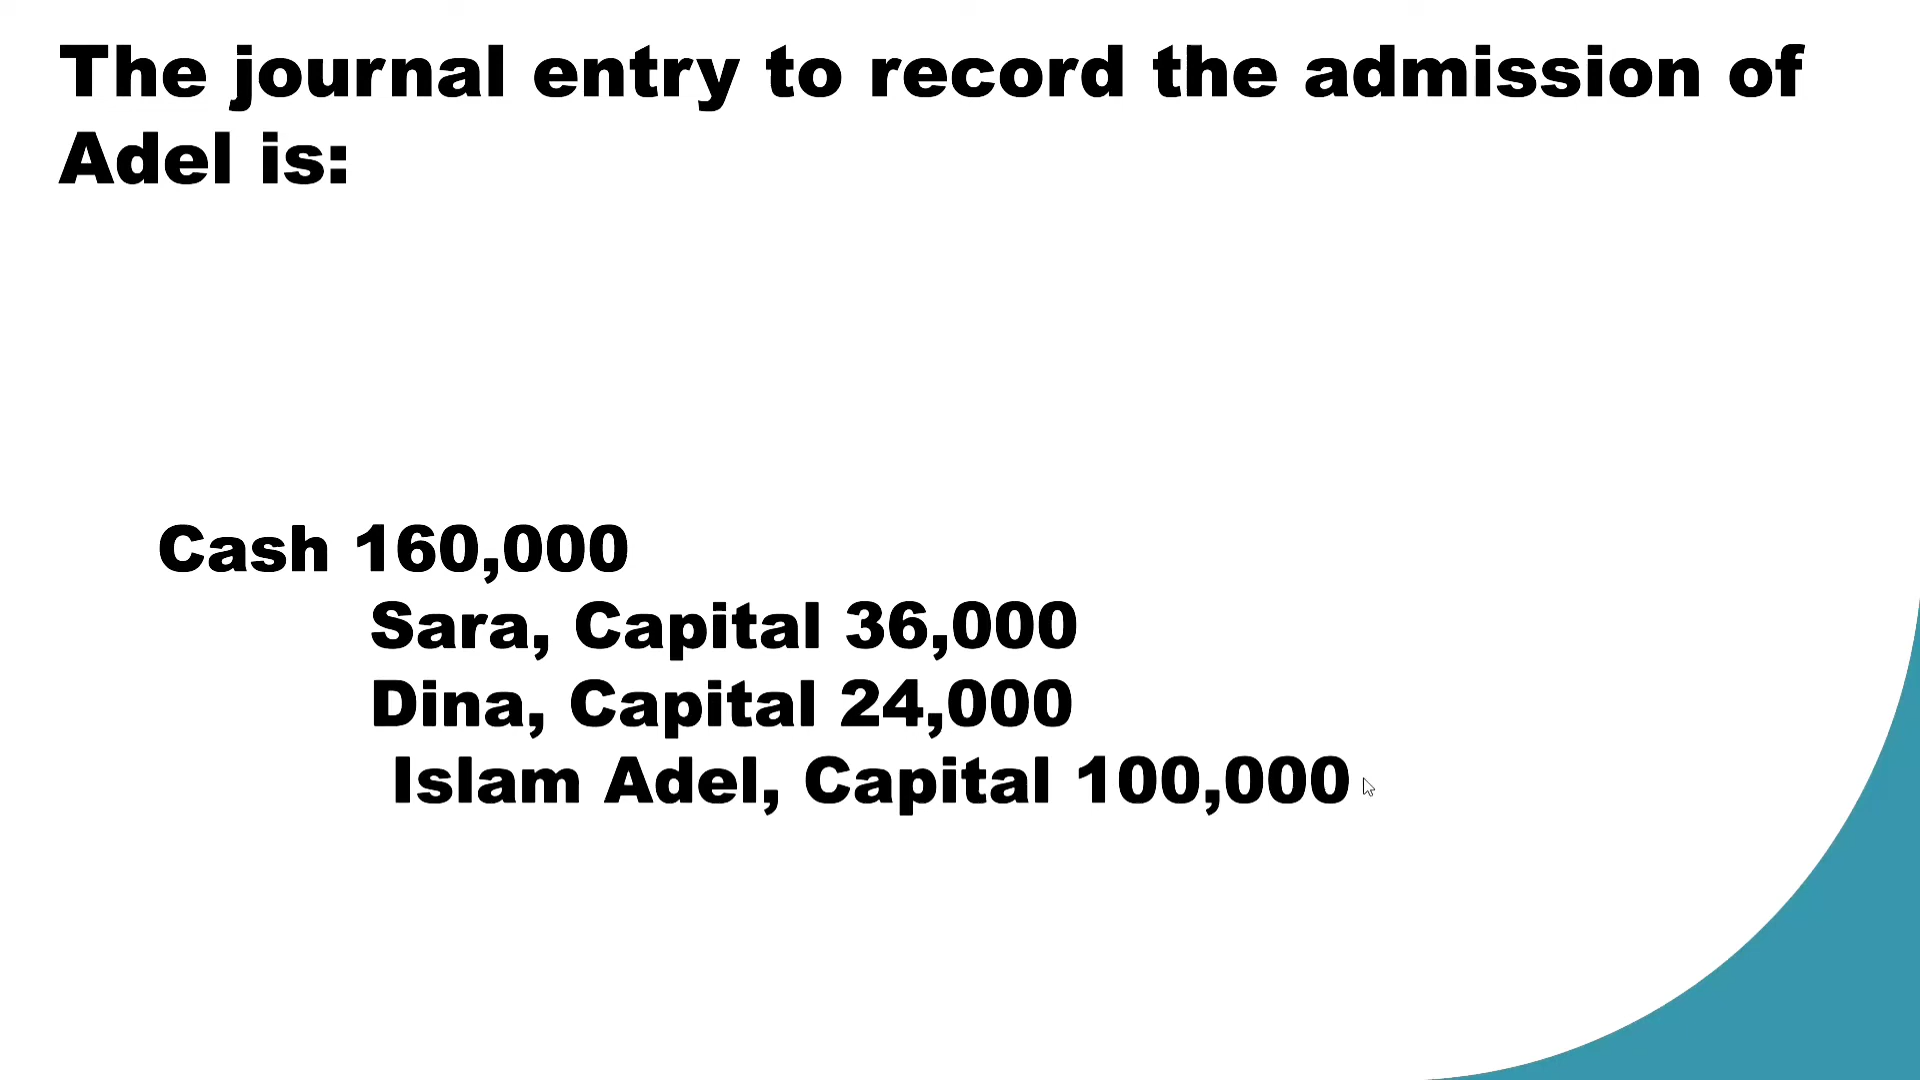 The journal entry to record the admission of
Adel is:
Cash 160,000
Sara, Capital 36,000
Dina, Capital 24,000
Islam Adel, Capital 100,000